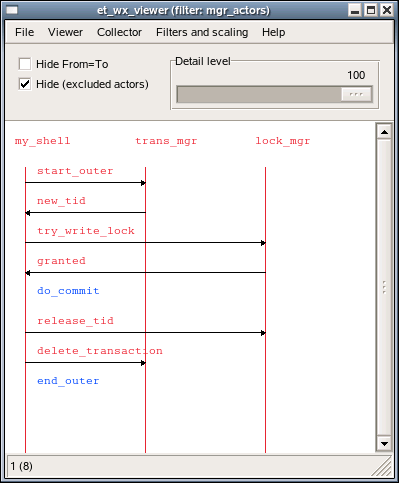 et_wx_viewer (filter: mgr_actors)
File Viewer Collector Filters and scaling Help
Hide From=To
Hide (excluded actors)
Detail level
100
my_shell trans_mgr lock_mgr
start_outer
new_tid
try_write_lock
granted
do_commit
release_tid
delete_transaction
end_outer
1 (8)